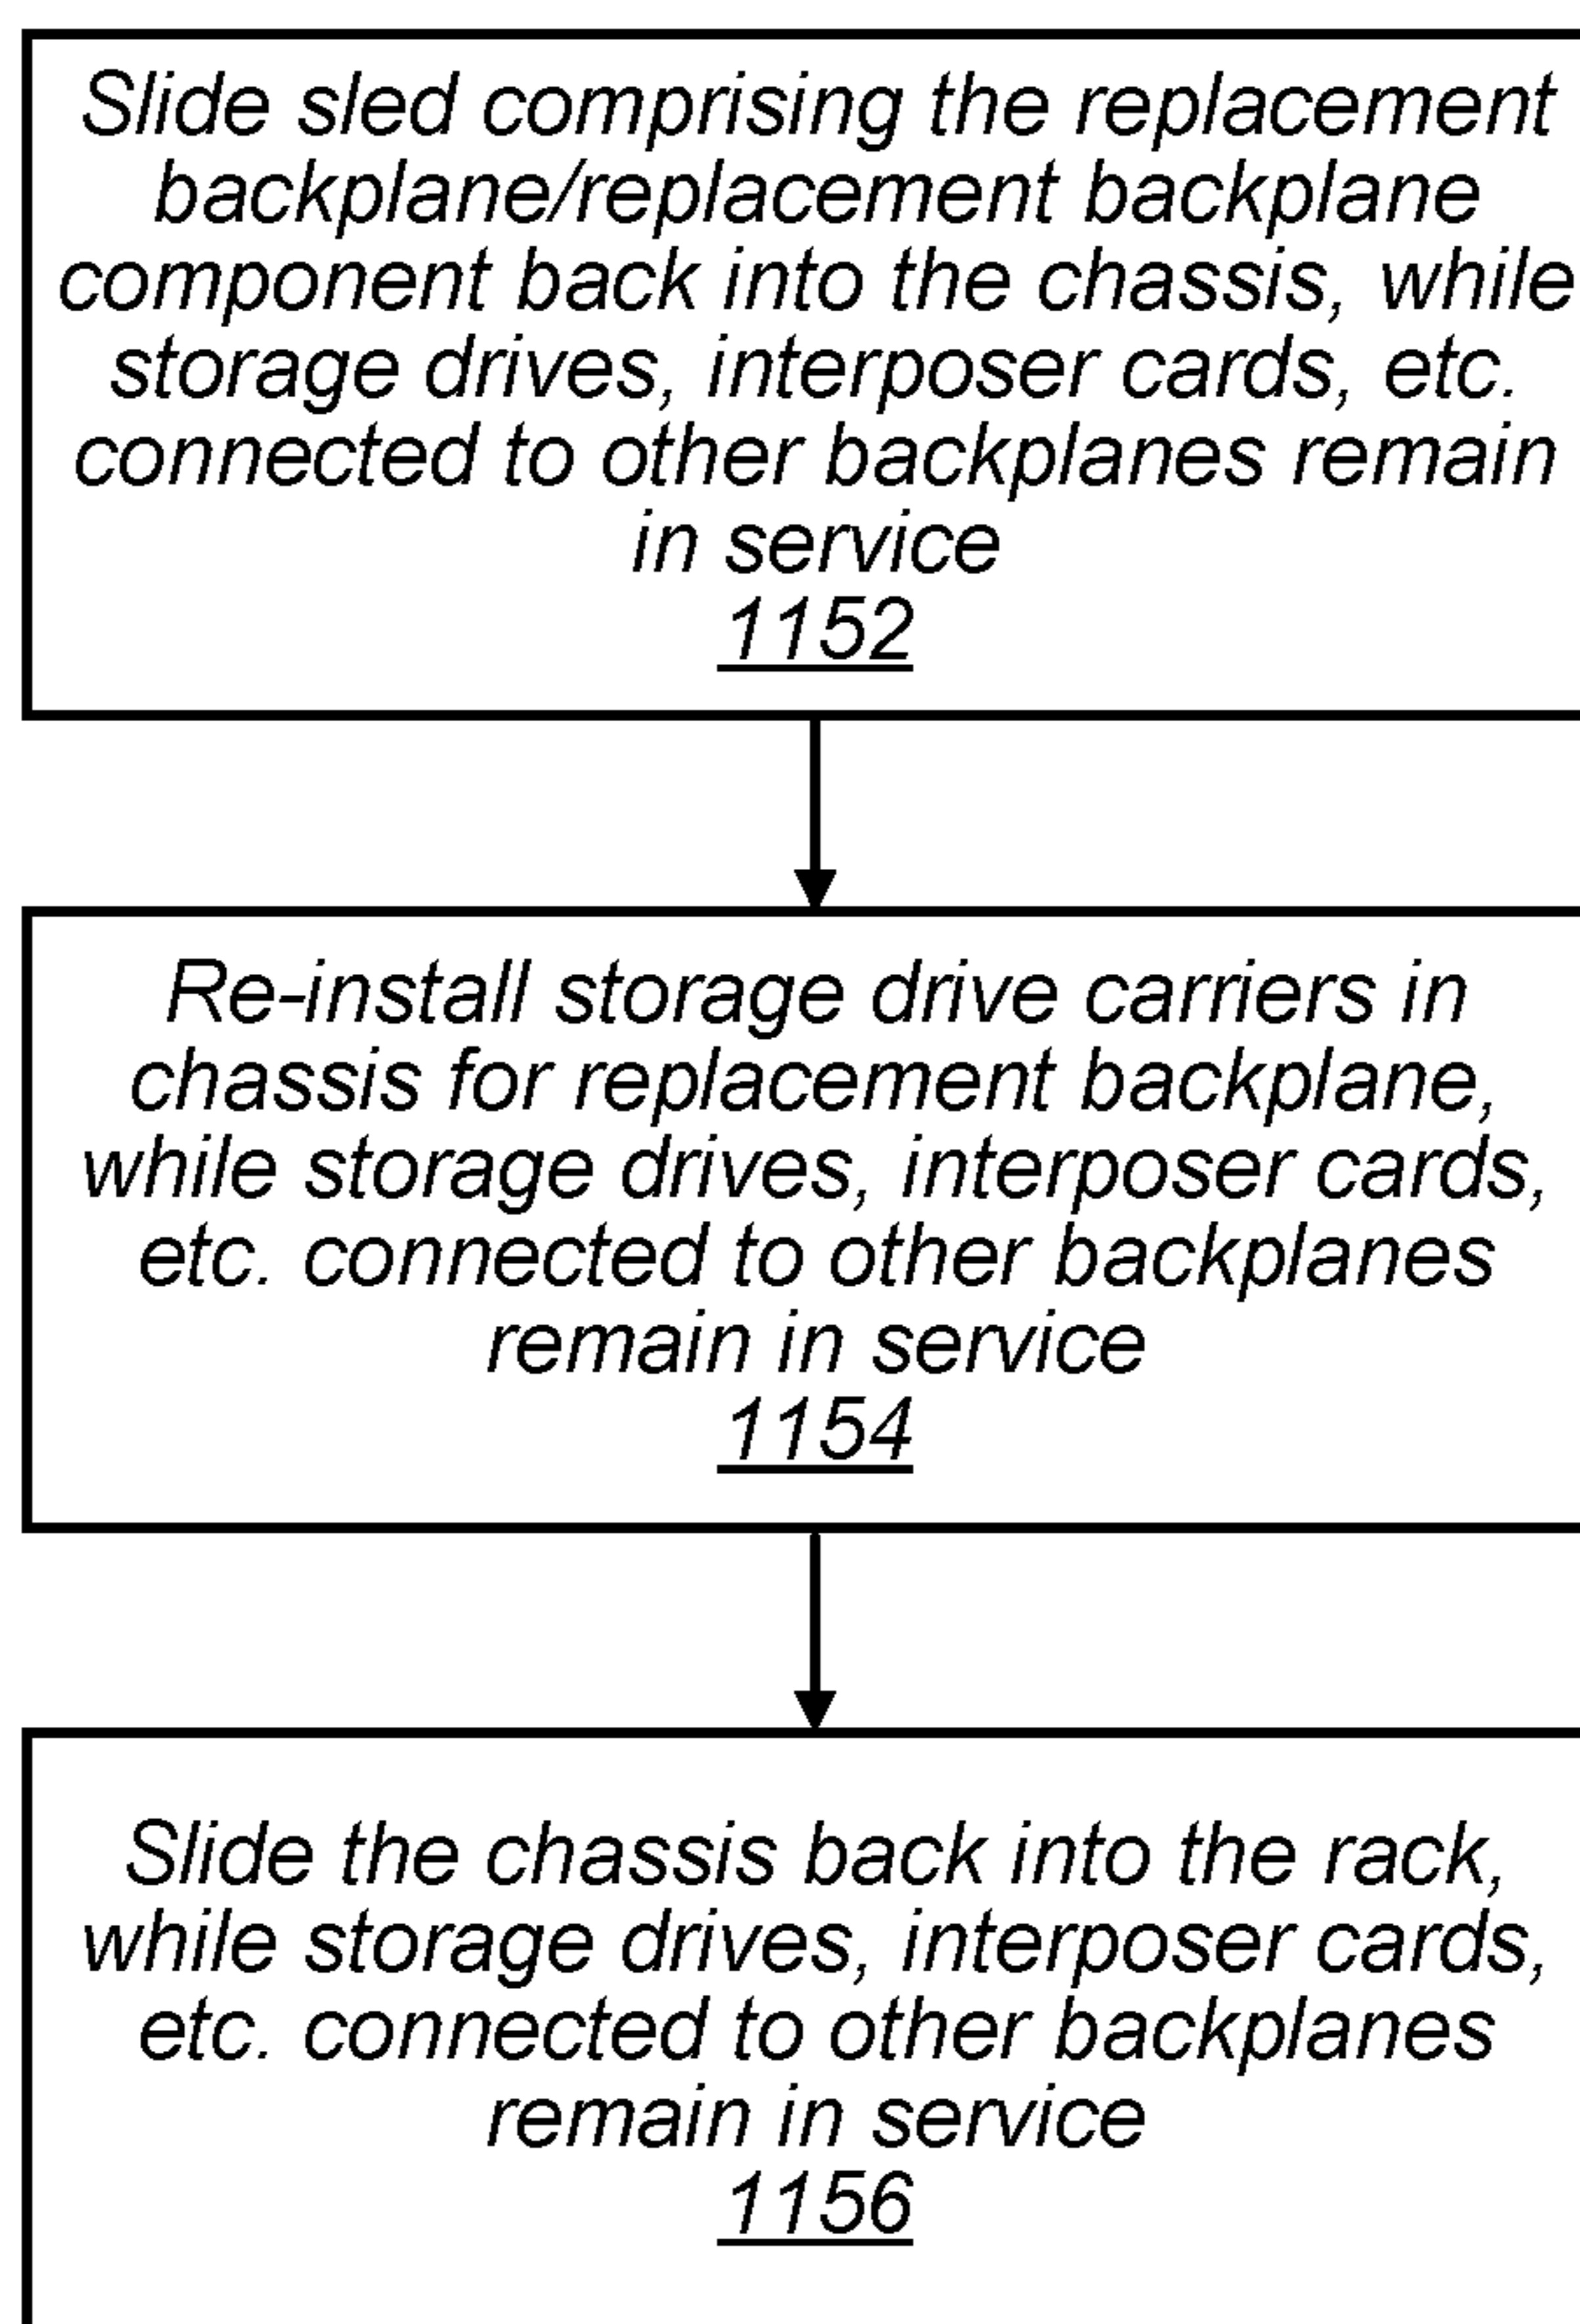 Slide sled comprising the replacement
backplane/replacement backplane
component back into the chassis, while
storage drives, interposer cards, etc.
connected to other backplanes remain
in service
1152
Re-install storage drive carriers in
chassis for replacement backplane,
while storage drives, interposer cards,
etc. connected to other backplanes
remain in service
1154
Slide the chassis back into the rack,
while storage drives, interposer cards,
etc. connected to other backplanes
remain in service
1156